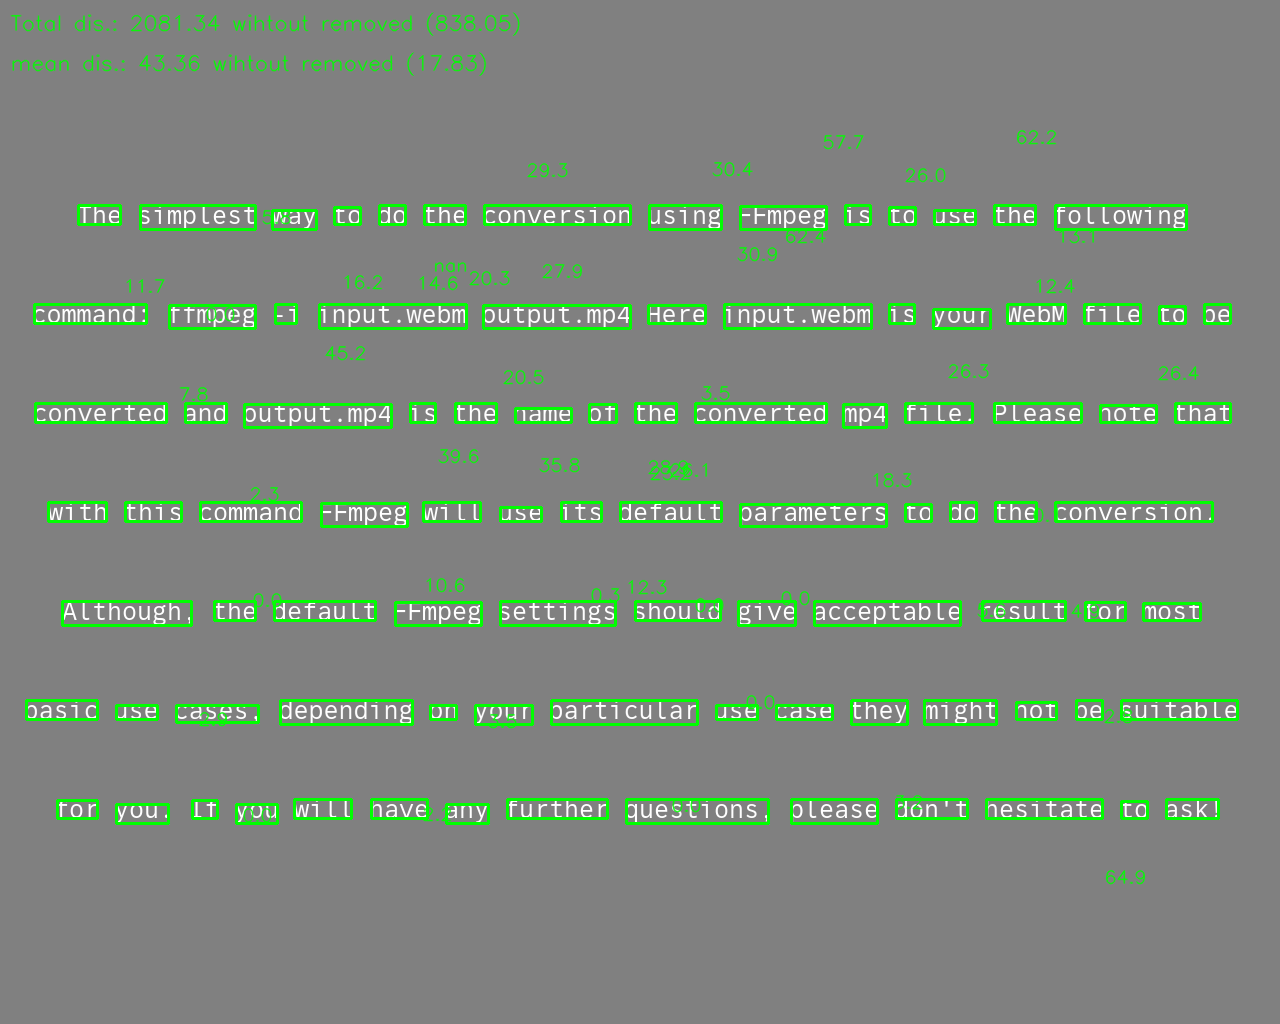 Total dis.: 2081.34 wihtout removed (838.05)
mean dis.: 43.36 wihtout removed (17.83)
57.7 62.2
29.3 30.4 26.0
The simplest way to do the conversion using FFmpeg is to use the following
62.4 13.1
30.9
nan
11.7 16.2 14.6 20.3 27.9 12.4
command: ffmpeg -i input.webm output.mp4 Here input.webm is your WebM file to be
45.2
20.5 26.3 26.4
7.8 3.5
converted and output.mp4 is the name of the converted mp4 file. Please note that
39.6 35.8
18.3
2.3
with this command FFmpeg will use its default parameters to do the conversion.
10.6 12.3
0.9 0.3 0.0
Although, the default FFmpeg settings should give acceptable result for most
0.0
basic use cases, depending on your particular use case they might not be suitable
for you. If you will have any further questions, please don't hesitate to ask!
64.9